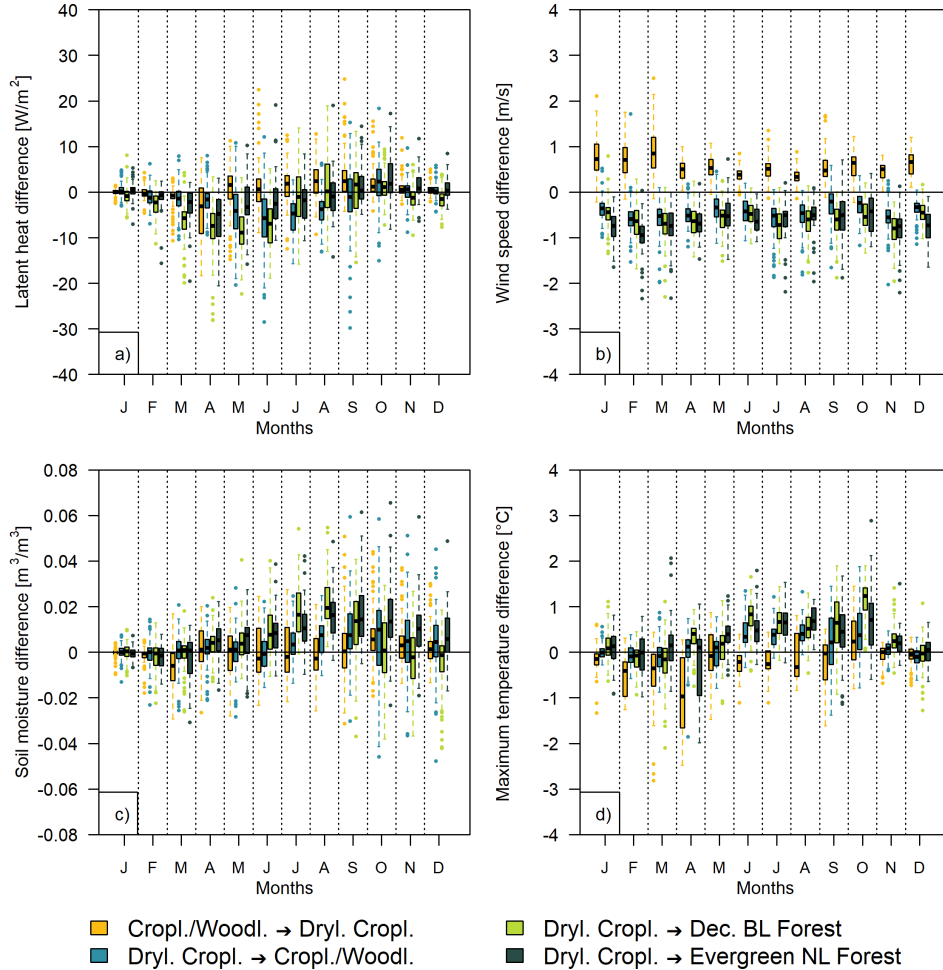 Latent heat difference [W/m²]
40
30
20
10
0
-10
-20
-30
-40
a)
J F M A M J J A S O N D
Months
Wind speed difference [m/s]
4
3
2
1
0
-1
-2
-3
-4
b)
J F M A M J J A S O N D
Months
Soil moisture difference [m³/m³]
0.08
0.06
0.04
0.02
0
-0.02
-0.04
-0.06
-0.08
c)
J F M A M J J A S O N D
Months
Maximum temperature difference [°C]
4
3
2
1
0
-1
-2
-3
-4
d)
J F M A M J J A S O N D
Months
Cropl./Woodl. → Dryl. Cropl.
Dryl. Cropl. → Cropl./Woodl.
Dryl. Cropl. → Dec. BL Forest
Dryl. Cropl. → Evergreen NL Forest